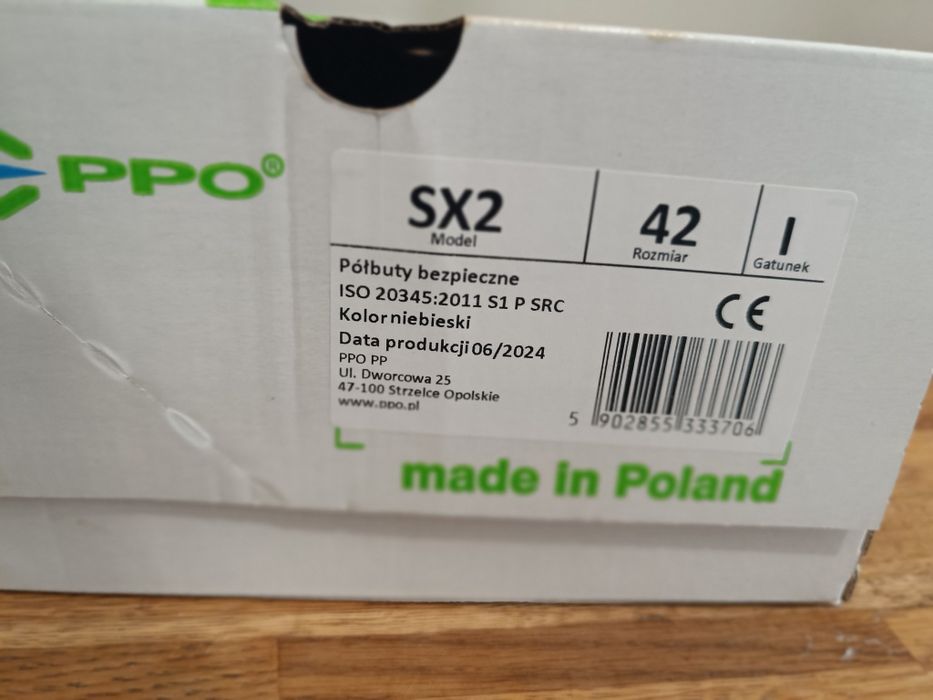 PPO®
SX2 42 I
Model Rozmiar Gatunek
Półbuty bezpieczne
ISO 20345:2011 S1 P SRC
Kolor niebieski
Data produkcji 06/2024
PPO PP
Ul. Dworcowa 25
47-100 Strzelce Opolskie
www.ppo.pl
CE
5 902855 333706
made in Poland